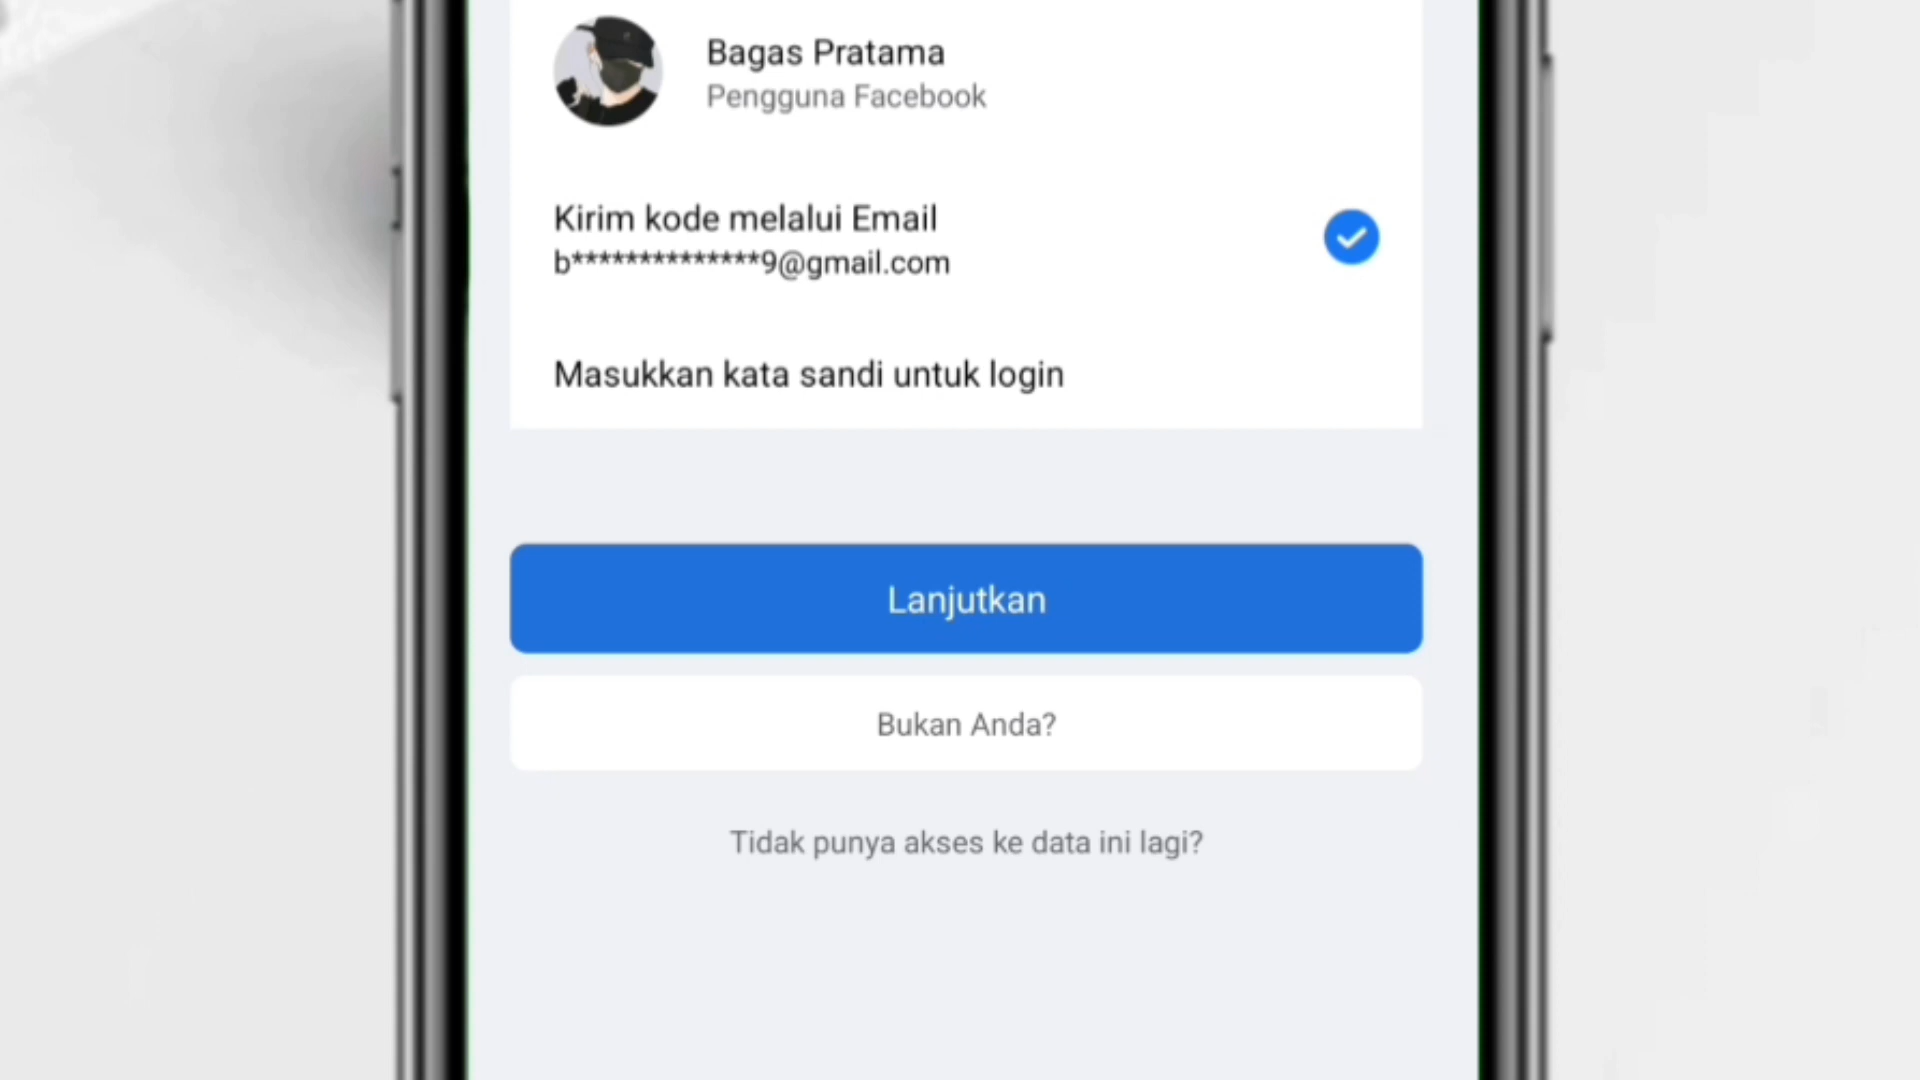 Bagas Pratama
Pengguna Facebook
Kirim kode melalui Email
b**************9@gmail.com
Masukkan kata sandi untuk login
Lanjutkan
Bukan Anda?
Tidak punya akses ke data ini lagi?